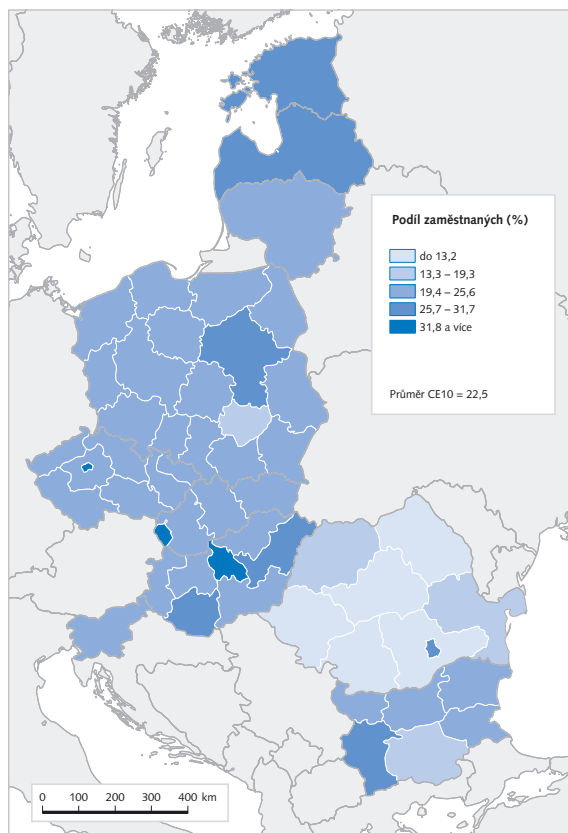 Podíl zaměstnaných (%)
do 13,2
13,3 – 19,3
19,4 – 25,6
25,7 – 31,7
31,8 a více
Průměr CE10 = 22,5
0 100 200 300 400 km